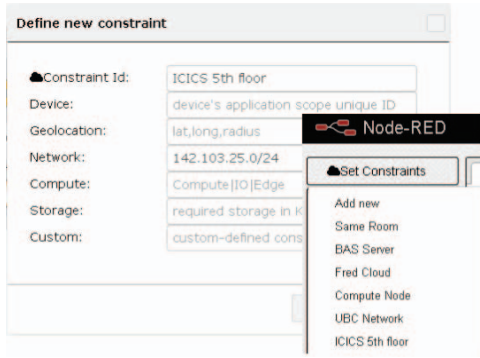 Define new constraint
Constraint Id: ICICS 5th floor
Device: device's application scope unique ID
Geolocation: lat,long,radius
Network: 142.103.25.0/24
Compute: Compute|IO|Edge
Storage: required storage in
Custom: custom-defined
Node-RED
Set Constraints
Add new
Same Room
BAS Server
Fred Cloud
Compute Node
UBC Network
ICICS 5th floor